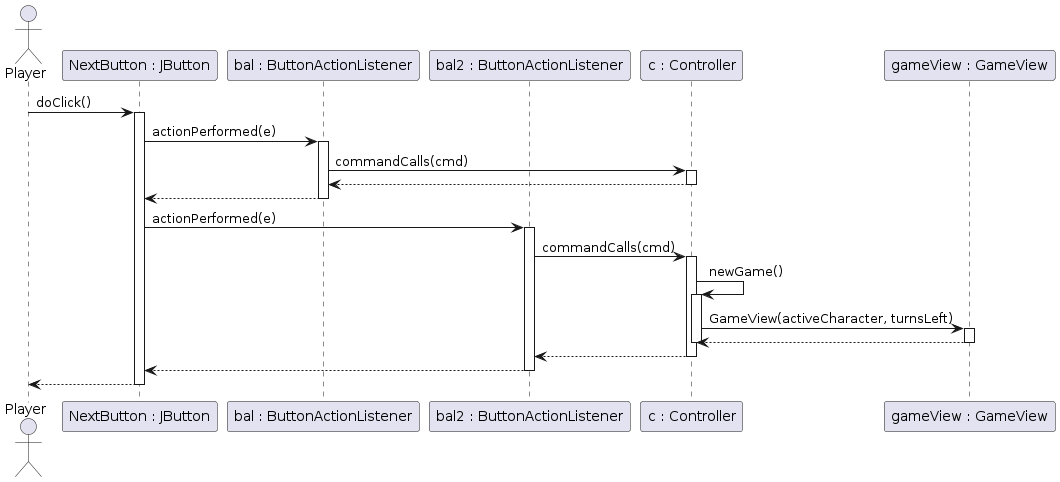 Player
NextButton : JButton
bal : ButtonActionListener
bal2 : ButtonActionListener
c : Controller
gameView : GameView
doClick()
actionPerformed(e)
commandCalls(cmd)
actionPerformed(e)
commandCalls(cmd)
newGame()
GameView(activeCharacter, turnsLeft)
Player
NextButton : JButton
bal : ButtonActionListener
bal2 : ButtonActionListener
c : Controller
gameView : GameView